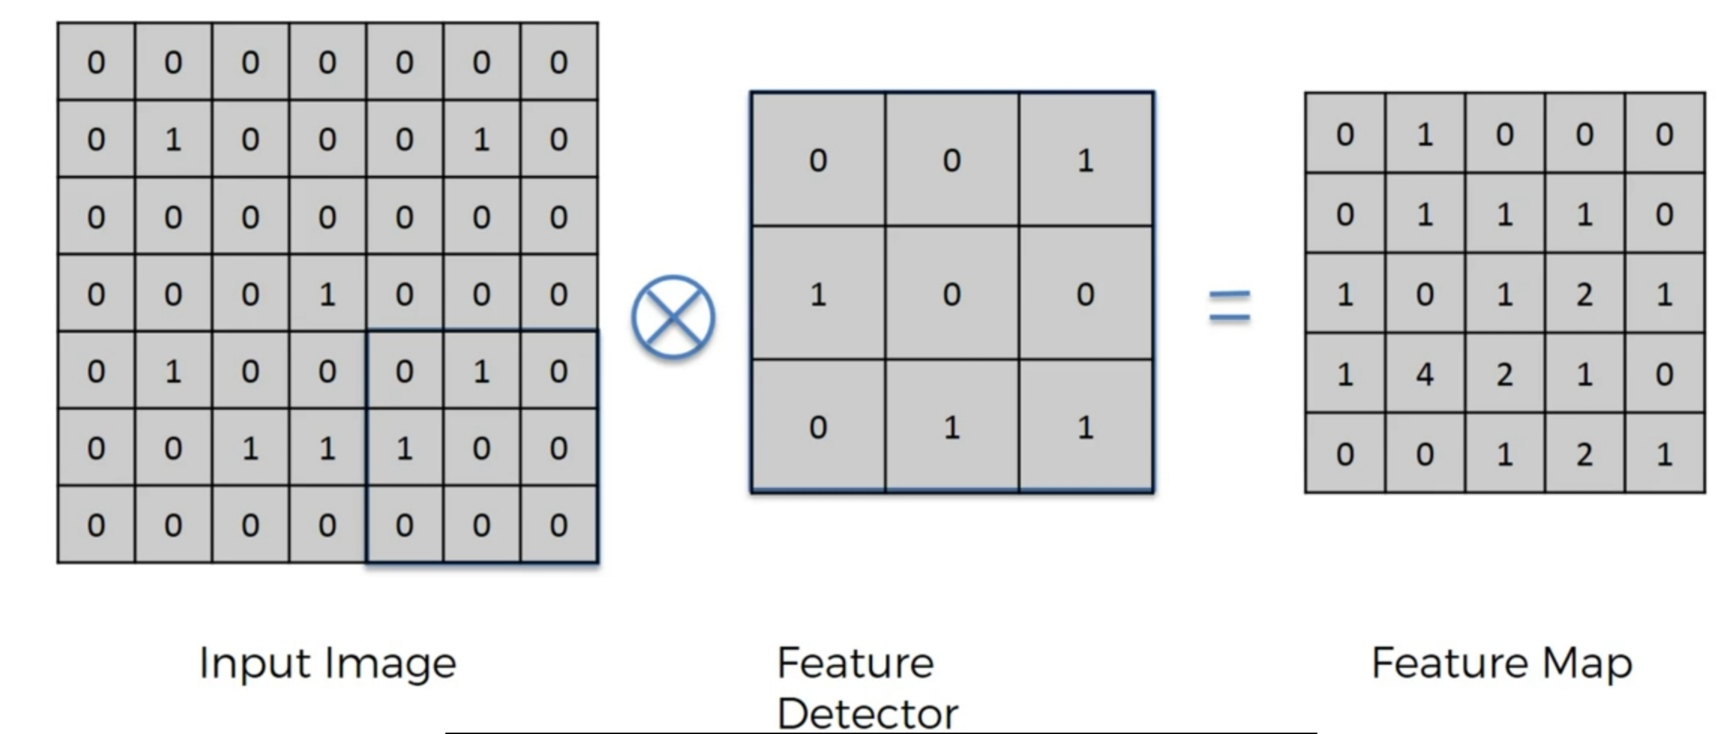 0 0 0 0 0 0 0
0 1 0 0 0 1 0
0 0 0 0 0 0 0
0 0 0 1 0 0 0
0 1 0 0 0 1 0
0 0 1 1 1 0 0
0 0 0 0 0 0 0
0 0 1
1 0 0
0 1 1
=
0 1 0 0 0
0 1 1 1 0
1 0 1 2 1
1 4 2 1 0
0 0 1 2 1
Input Image
Feature
Detector
Feature Map